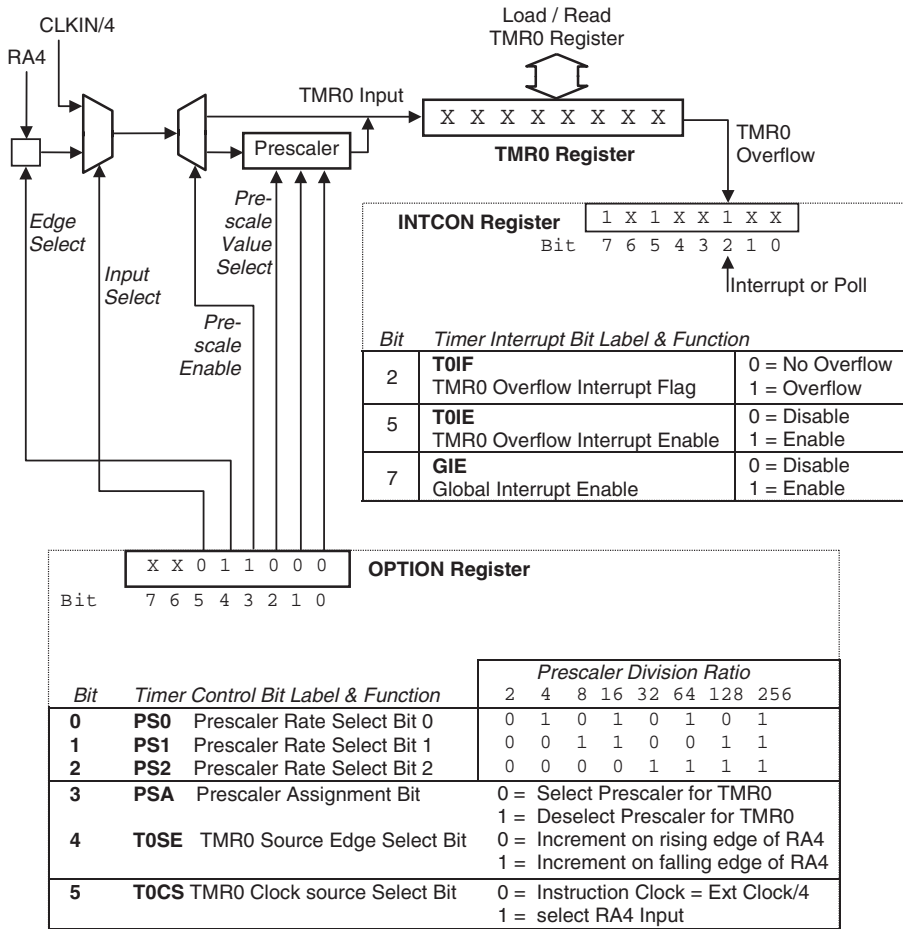 Load / Read
TMR0 Register
CLKIN/4
RA4
TMR0 Input
X X X X X X X X
TMR0 Register
Prescaler
TMR0
Overflow
Edge
Select
Input
Select
Pre-
scale
Value
Select
Pre-
scale
Enable
INTCON Register
1 X 1 X X 1 X X
Bit 7 6 5 4 3 2 1 0
Interrupt or Poll
Bit Timer Interrupt Bit Label & Function
2 T0IF 0 = No Overflow
TMR0 Overflow Interrupt Flag 1 = Overflow
5 T0IE 0 = Disable
TMR0 Overflow Interrupt Enable 1 = Enable
7 GIE 0 = Disable
Global Interrupt Enable 1 = Enable
X X 0 1 1 0 0 0
OPTION Register
Bit 7 6 5 4 3 2 1 0
Prescaler Division Ratio
Bit Timer Control Bit Label & Function 2 4 8 16 32 64 128 256
0 PS0 Prescaler Rate Select Bit 0 0 1 0 1 0 1 0 1
1 PS1 Prescaler Rate Select Bit 1 0 0 1 1 0 0 1 1
2 PS2 Prescaler Rate Select Bit 2 0 0 0 0 1 1 1 1
3 PSA Prescaler Assignment Bit 0 = Select Prescaler for TMR0
1 = Deselect Prescaler for TMR0
4 T0SE TMR0 Source Edge Select Bit 0 = Increment on rising edge of RA4
1 = Increment on falling edge of RA4
5 T0CS TMR0 Clock source Select Bit 0 = Instruction Clock = Ext Clock/4
1 = select RA4 Input